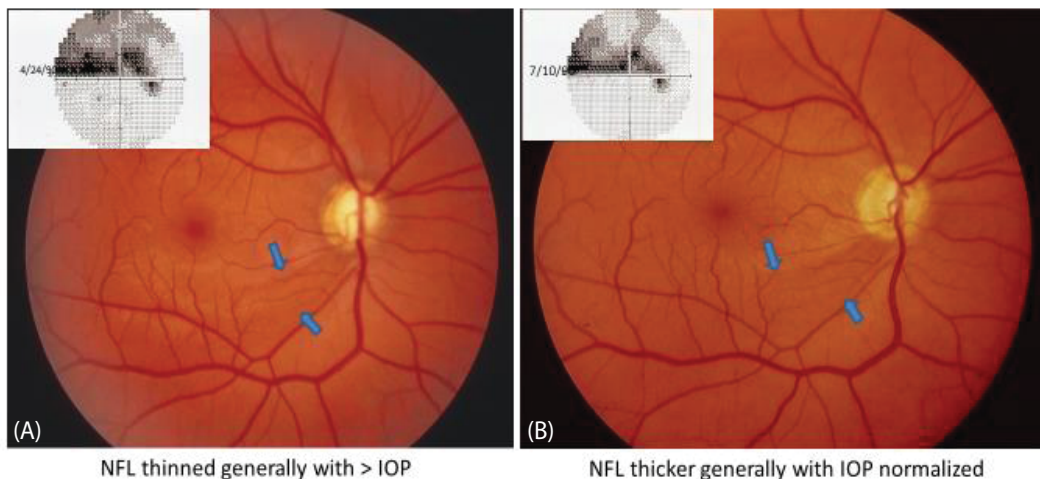 4/24/9
7/10/9
(A)
(B)
NFL thinned generally with > IOP
NFL thicker generally with IOP normalized